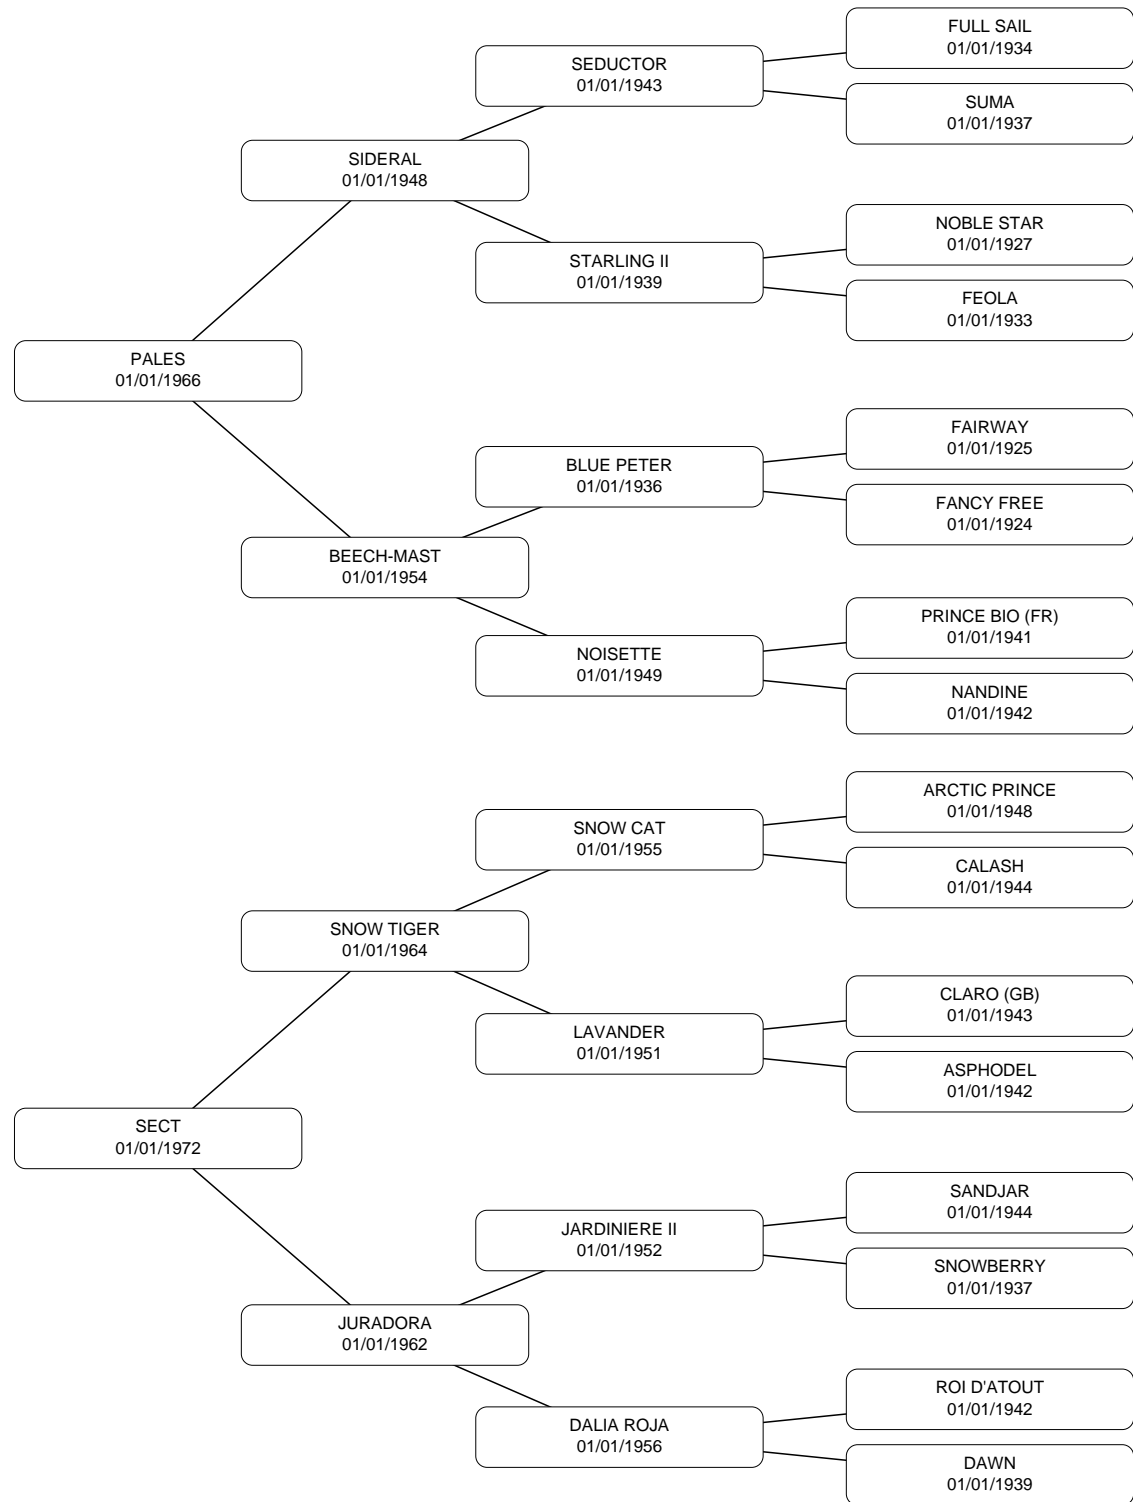 FULL SAIL
01/01/1934
SEDUCTOR
01/01/1943
SUMA
01/01/1937
SIDERAL
01/01/1948
NOBLE STAR
01/01/1927
STARLING II
01/01/1939
FEOLA
01/01/1933
PALES
01/01/1966
FAIRWAY
01/01/1925
BLUE PETER
01/01/1936
FANCY FREE
01/01/1924
BEECH-MAST
01/01/1954
PRINCE BIO (FR)
01/01/1941
NOISETTE
01/01/1949
NANDINE
01/01/1942
ARCTIC PRINCE
01/01/1948
SNOW CAT
01/01/1955
CALASH
01/01/1944
SNOW TIGER
01/01/1964
CLARO (GB)
01/01/1943
LAVANDER
01/01/1951
ASPHODEL
01/01/1942
SECT
01/01/1972
SANDJAR
01/01/1944
JARDINIERE II
01/01/1952
SNOWBERRY
01/01/1937
JURADORA
01/01/1962
ROI D'ATOUT
01/01/1942
DALIA ROJA
01/01/1956
DAWN
01/01/1939